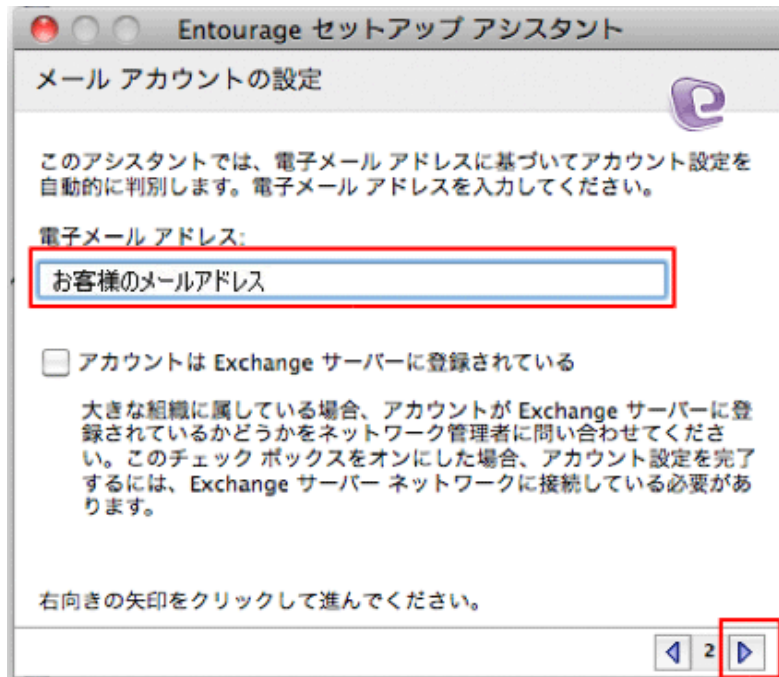 Entourage セットアップ アシスタント
メール アカウントの設定
このアシスタントでは、電子メール アドレスに基づいてアカウント設定を
自動的に判別します。電子メール アドレスを入力してください。
電子メール アドレス:
お客様のメールアドレス
アカウントは Exchange サーバーに登録されている
大きな組織に属している場合、アカウントが Exchange サーバーに登
録されているかどうかをネットワーク管理者に問い合わせてくださ
い。このチェック ボックスをオンにした場合、アカウント設定を完了
するには、Exchange サーバー ネットワークに接続している必要があ
ります。
右向きの矢印をクリックして進んでください。
2